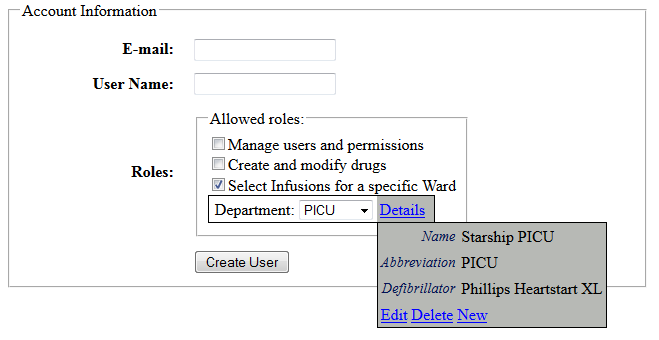 Account Information
E-mail:
User Name:
Roles:
Allowed roles:
Manage users and permissions
Create and modify drugs
Select Infusions for a specific Ward
Department: PICU Details
Name Starship PICU
Abbreviation PICU
Defibrillator Phillips Heartstart XL
Edit Delete New
Create User